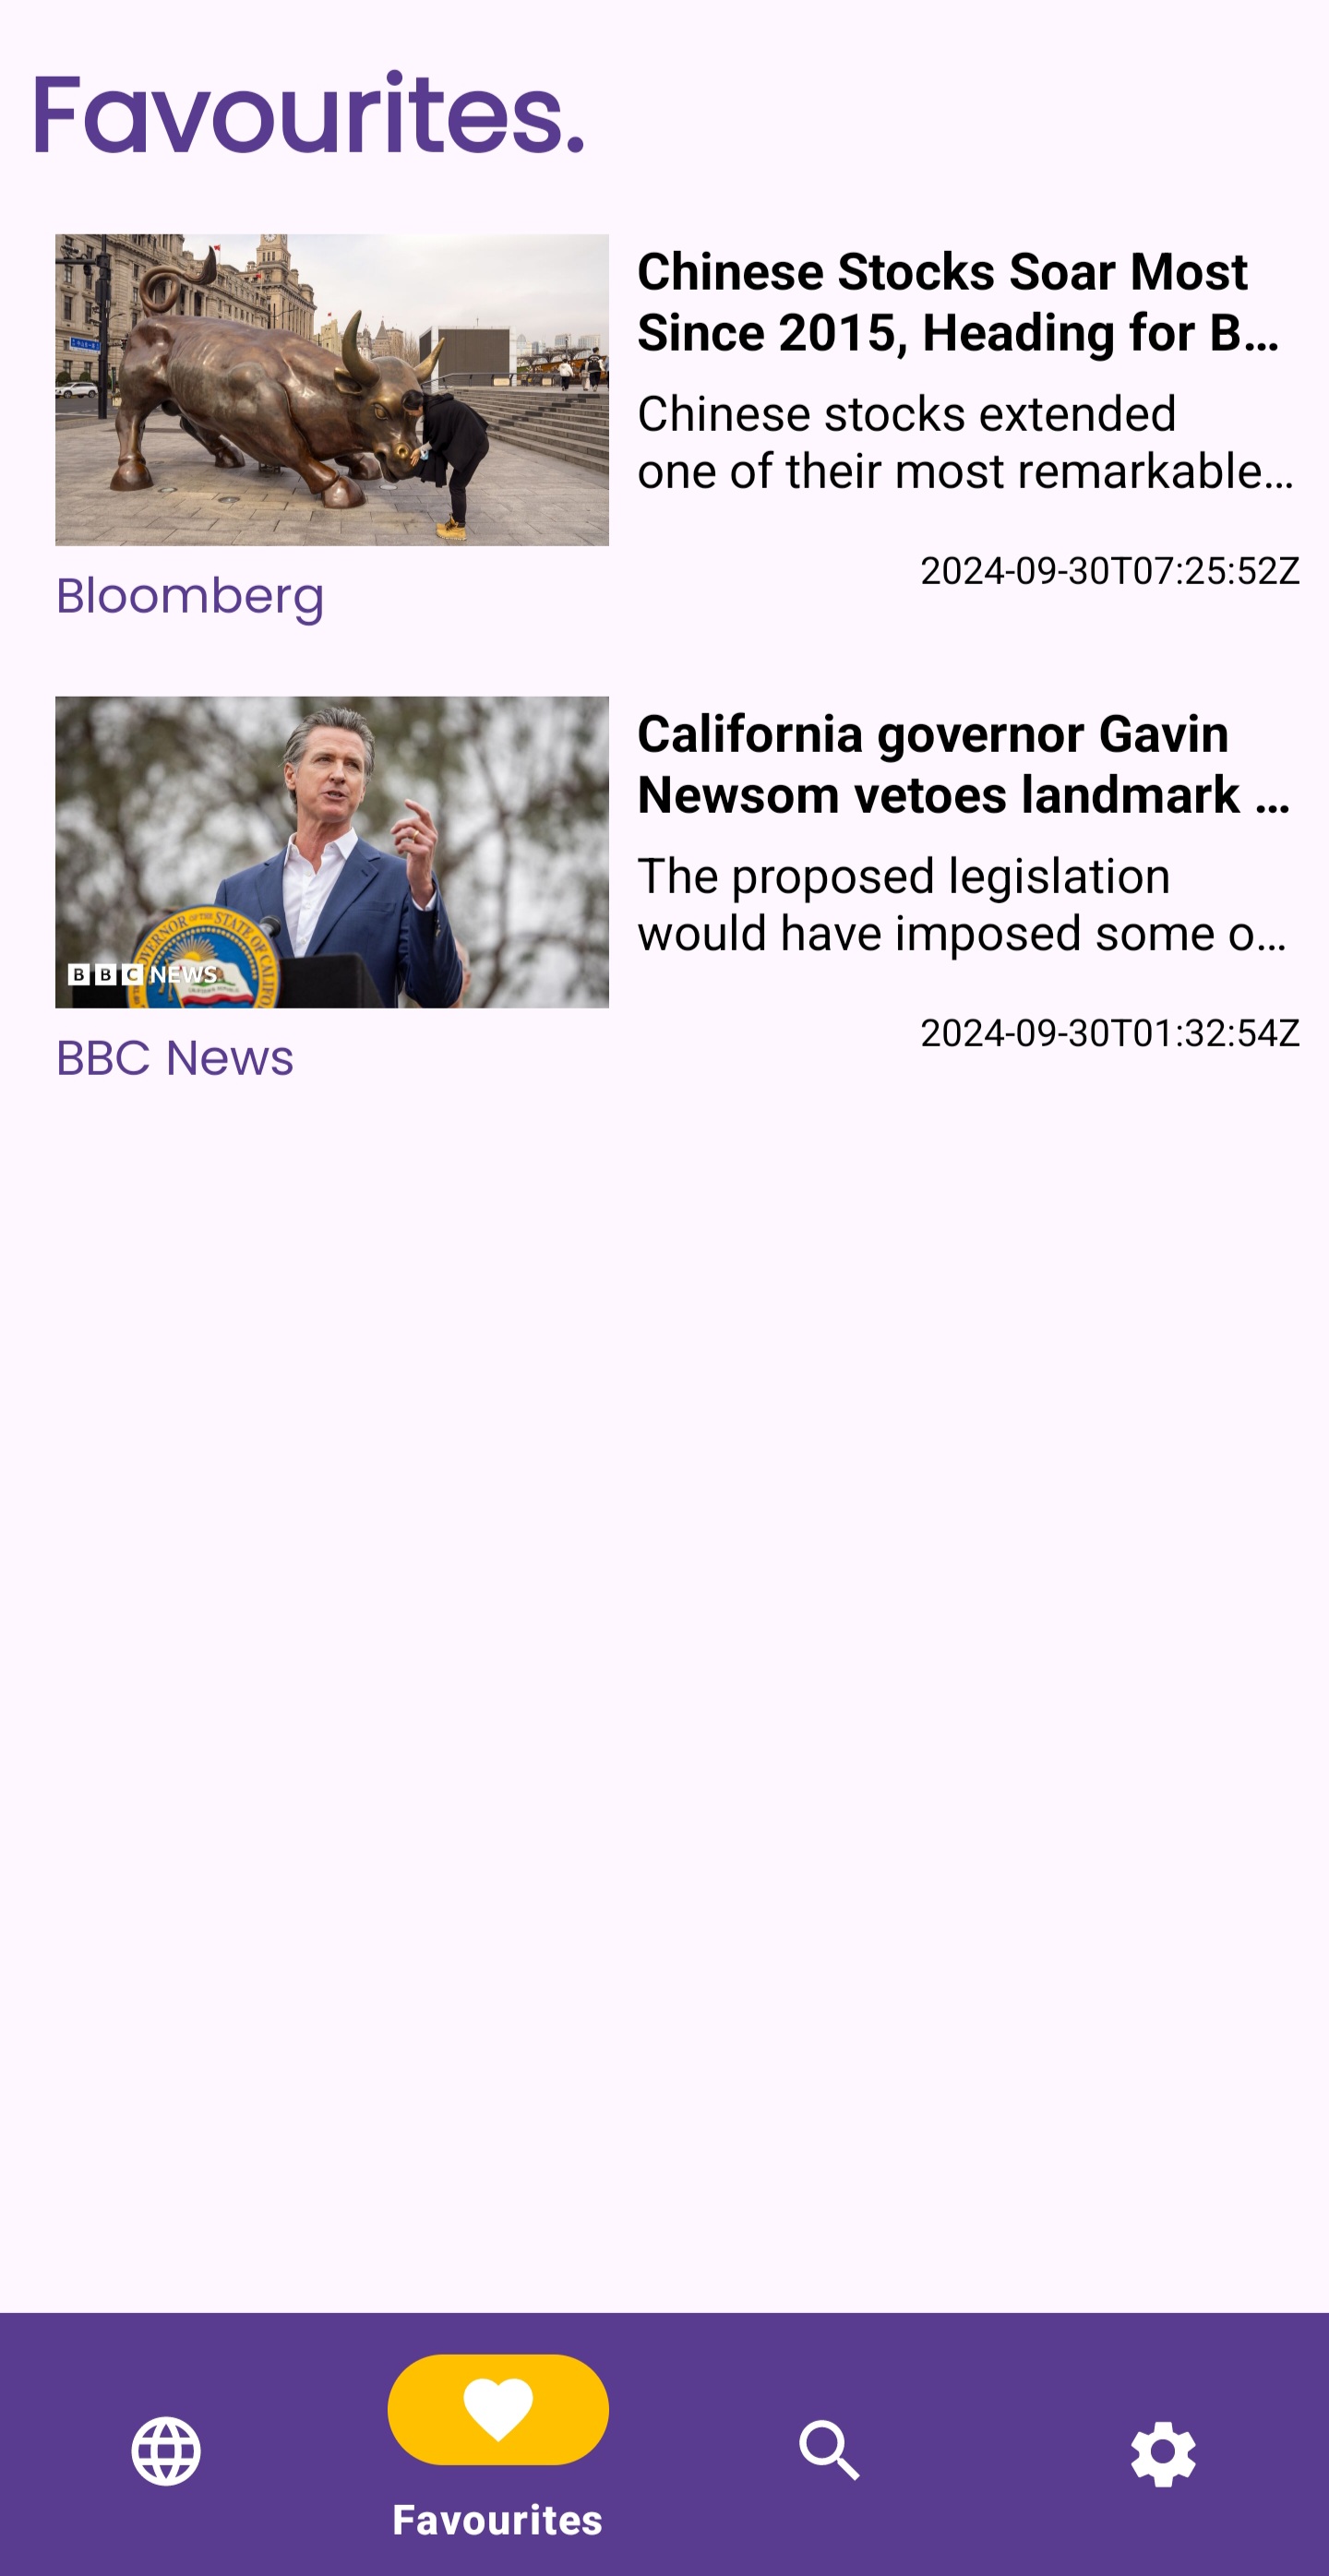 Favourites.
Chinese Stocks Soar Most
Since 2015, Heading for B...
Chinese stocks extended
one of their most remarkable...
2024-09-30T07:25:52Z
Bloomberg
California governor Gavin
Newsom vetoes landmark ...
The proposed legislation
would have imposed some o...
2024-09-30T01:32:54Z
BBC NEWS
BBC News
Favourites